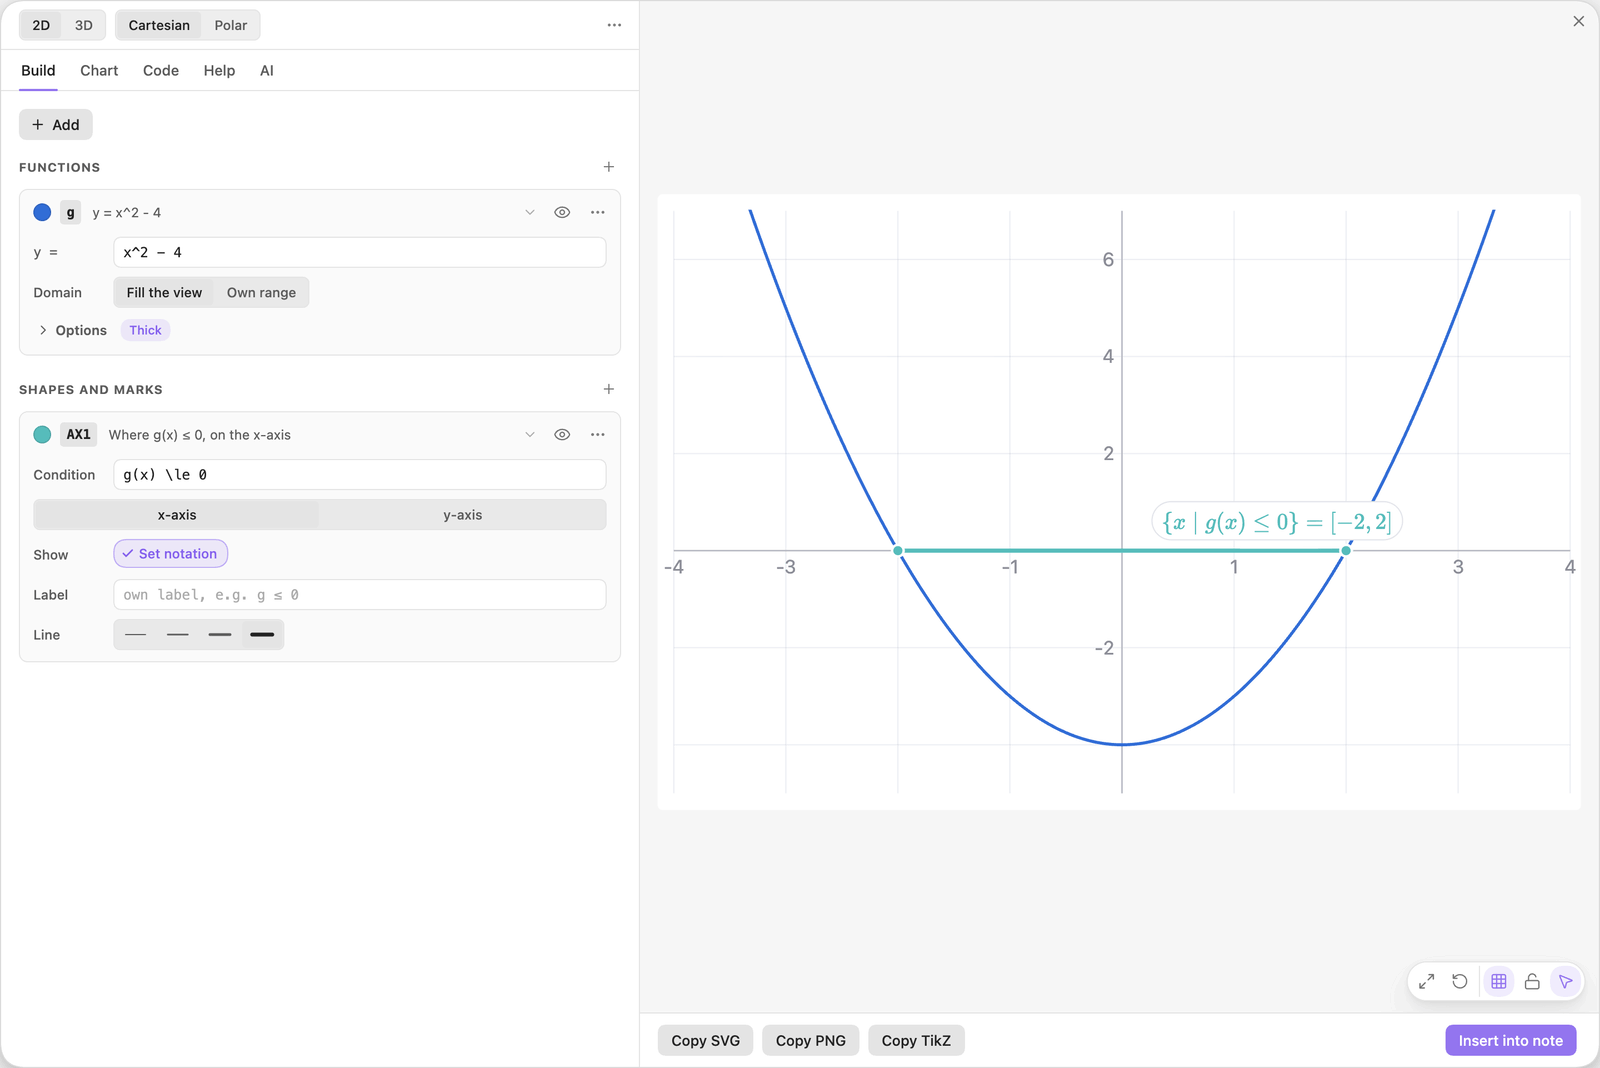 2D 3D Cartesian Polar
Build Chart Code Help AI
+ Add
FUNCTIONS
g y = x^2 - 4
y = x^2 − 4
Domain Fill the view Own range
Options Thick
SHAPES AND MARKS
AX1 Where g(x) ≤ 0, on the x-axis
Condition g(x) \le 0
x-axis y-axis
Show Set notation
Label own label, e.g. g ≤ 0
Line
6
4
2
{x | g(x) ≤ 0} = [−2, 2]
-4 -3 -1 1 3 4
-2
Copy SVG Copy PNG Copy TikZ Insert into note